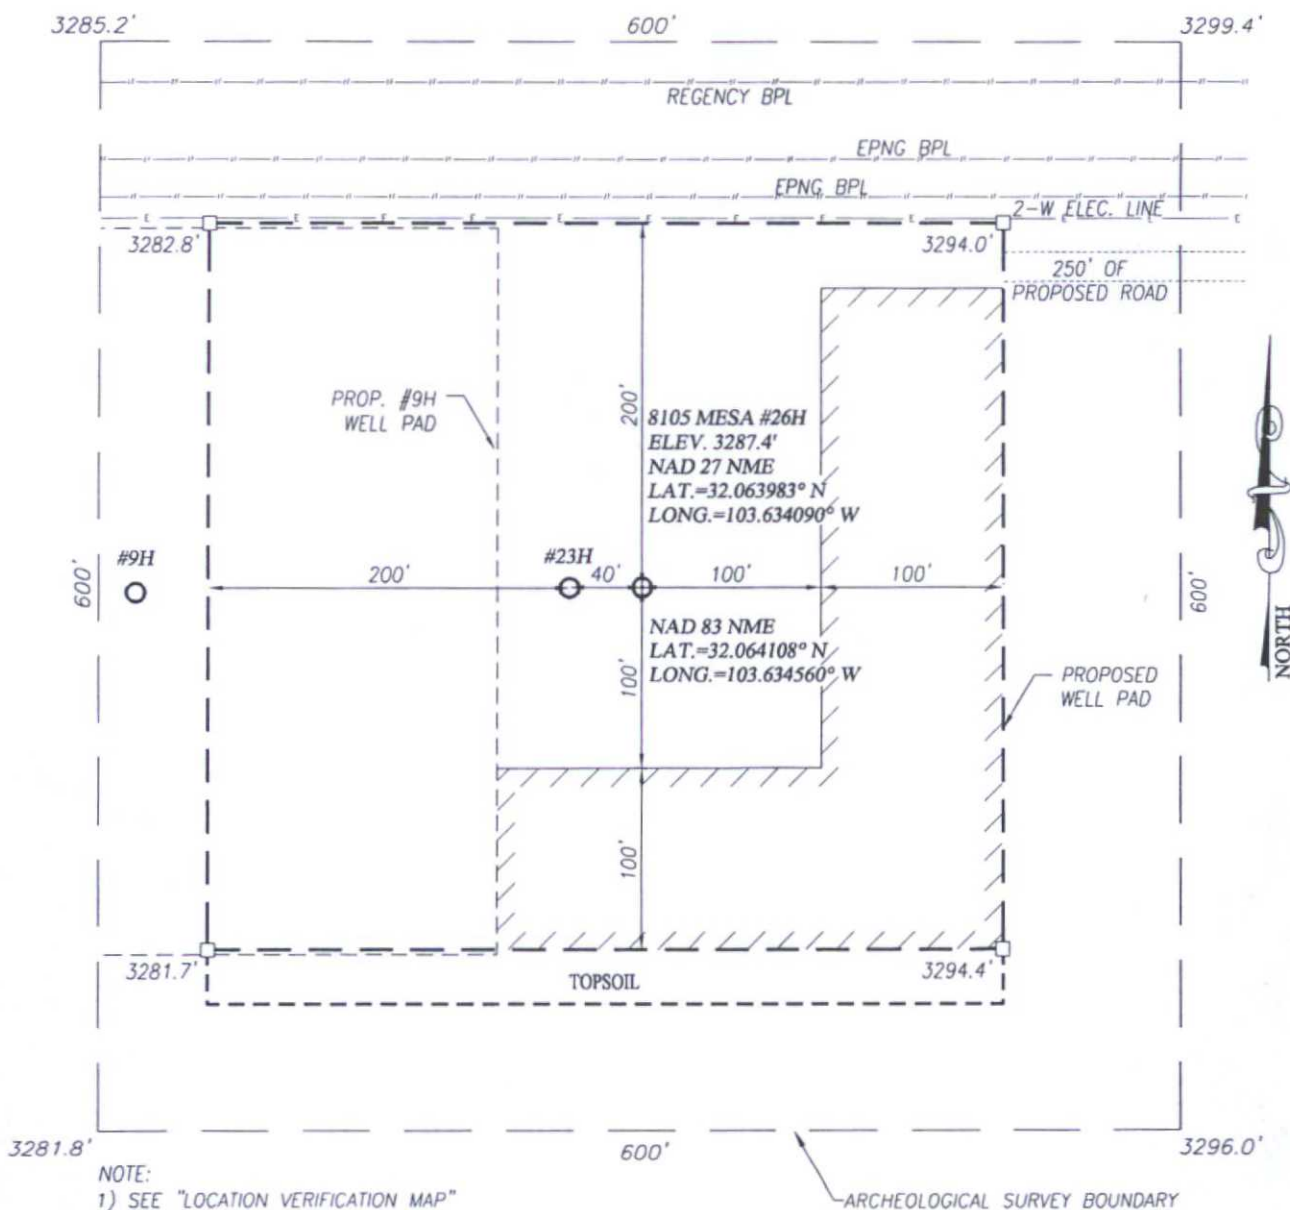 3285.2' 600' 3299.4'
REGENCY BPL
EPNG BPL
EPNG BPL
E E E E E E E E E E E
2-W ELEC. LINE
3282.8' 3294.0'
250' OF
PROPOSED ROAD
PROP. #9H
WELL PAD
200'
8105 MESA #26H
ELEV. 3287.4'
NAD 27 NME
LAT.=32.063983° N
LONG.=103.634090° W
#9H
#23H
600'
200' 40' 100' 100'
600'
NAD 83 NME
LAT.=32.064108° N
LONG.=103.634560° W
100'
PROPOSED
WELL PAD
NORTH
100'
3281.7' 3294.4'
TOPSOIL
3281.8' 600' 3296.0'
NOTE:
1) SEE "LOCATION VERIFICATION MAP"
ARCHEOLOGICAL SURVEY BOUNDARY